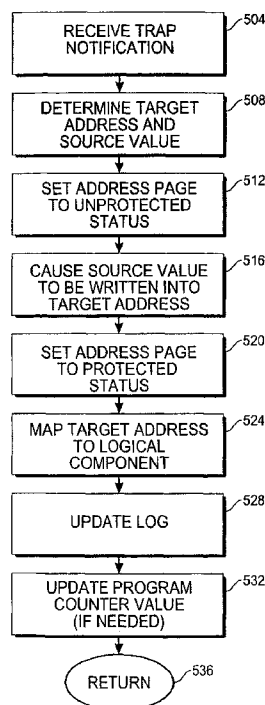 RECEIVE TRAP
NOTIFICATION
504
DETERMINE TARGET
ADDRESS AND
SOURCE VALUE
508
SET ADDRESS PAGE
TO UNPROTECTED
STATUS
512
CAUSE SOURCE VALUE
TO BE WRITTEN INTO
TARGET ADDRESS
516
SET ADDRESS PAGE
TO PROTECTED
STATUS
520
MAP TARGET ADDRESS
TO LOGICAL
COMPONENT
524
UPDATE LOG
528
UPDATE PROGRAM
COUNTER VALUE
(IF NEEDED)
532
RETURN
536